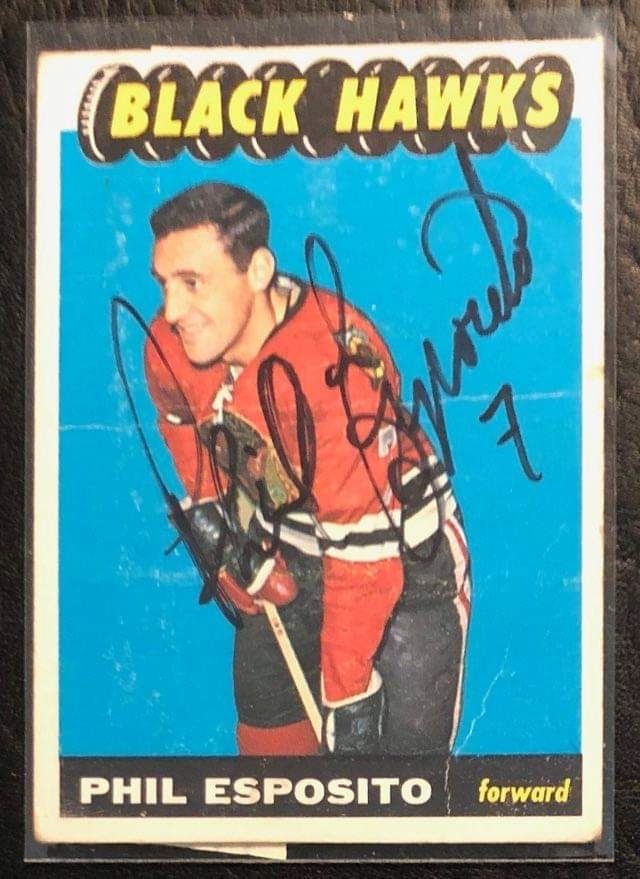 BLACK HAWKS
Phil Esposito
7
PHIL ESPOSITO
forward